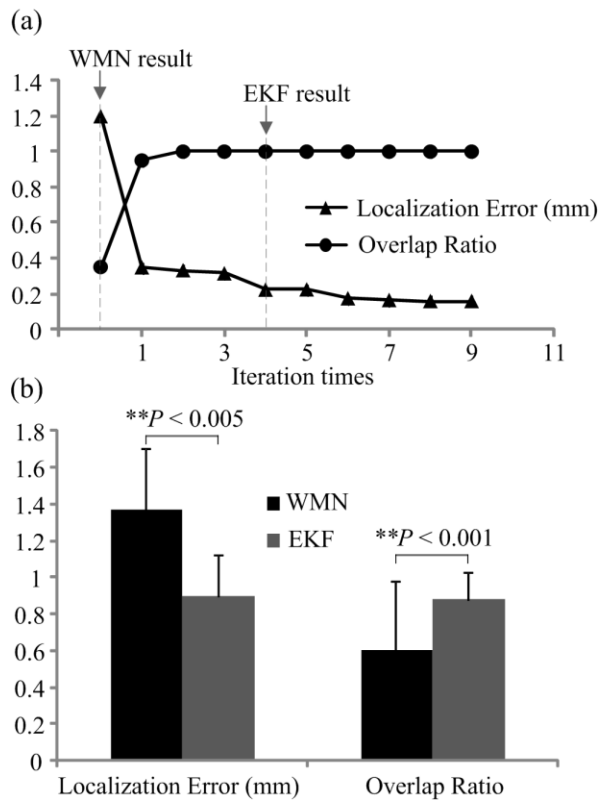 (a)
WMN result
EKF result
1.4
1.2
1
0.8
0.6
0.4
0.2
0
Localization Error (mm)
Overlap Ratio
1 3 5 7 9 11
Iteration times
(b)
**P < 0.005
1.8
1.6
1.4
1.2
1
0.8
0.6
0.4
0.2
0
WMN
EKF
**P < 0.001
Localization Error (mm) Overlap Ratio